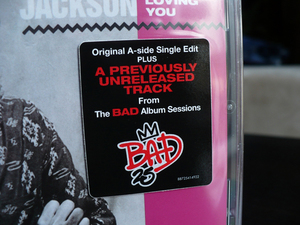 JACKSON
LOVING
YOU
Original A-side Single Edit
PLUS
A PREVIOUSLY
UNRELEASED
TRACK
From
The BAD Album Sessions
BAD
25